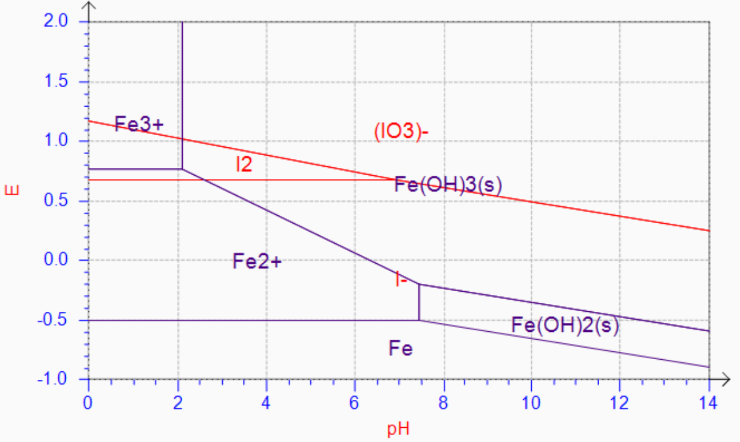 2.0
1.5
1.0
0.5
0.0
-0.5
-1.0
E
Fe3+
(IO3)-
I2
Fe(OH)3(s)
Fe2+
I-
Fe(OH)2(s)
Fe
0 2 4 6 8 10 12 14
pH